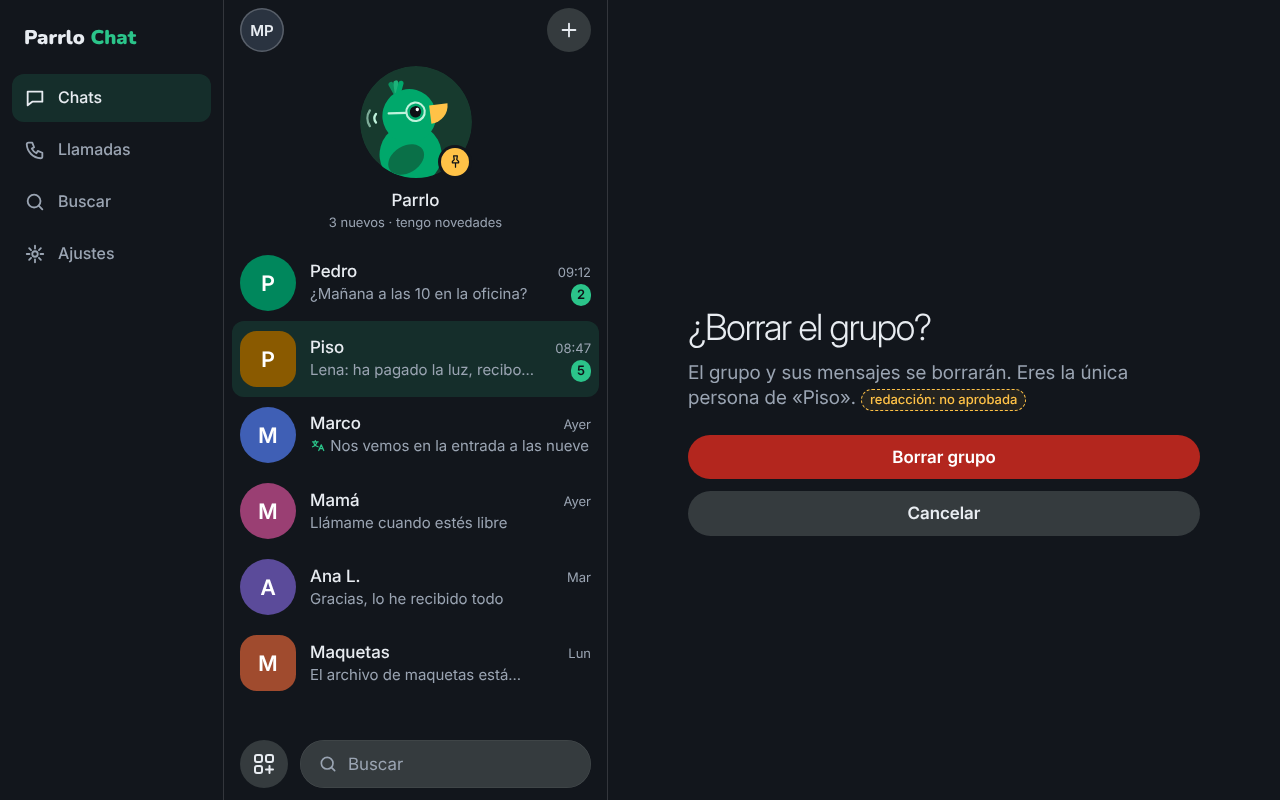 Parrlo Chat
Chats
Llamadas
Buscar
Ajustes
MP
Parrlo
3 nuevos · tengo novedades
P
Pedro
09:12
¿Mañana a las 10 en la oficina?
2
P
Piso
08:47
Lena: ha pagado la luz, recibo...
5
M
Marco
Ayer
Nos vemos en la entrada a las nueve
M
Mamá
Ayer
Llámame cuando estés libre
A
Ana L.
Mar
Gracias, lo he recibido todo
M
Maquetas
Lun
El archivo de maquetas está...
Buscar
¿Borrar el grupo?
El grupo y sus mensajes se borrarán. Eres la única
persona de «Piso». redacción: no aprobada
Borrar grupo
Cancelar